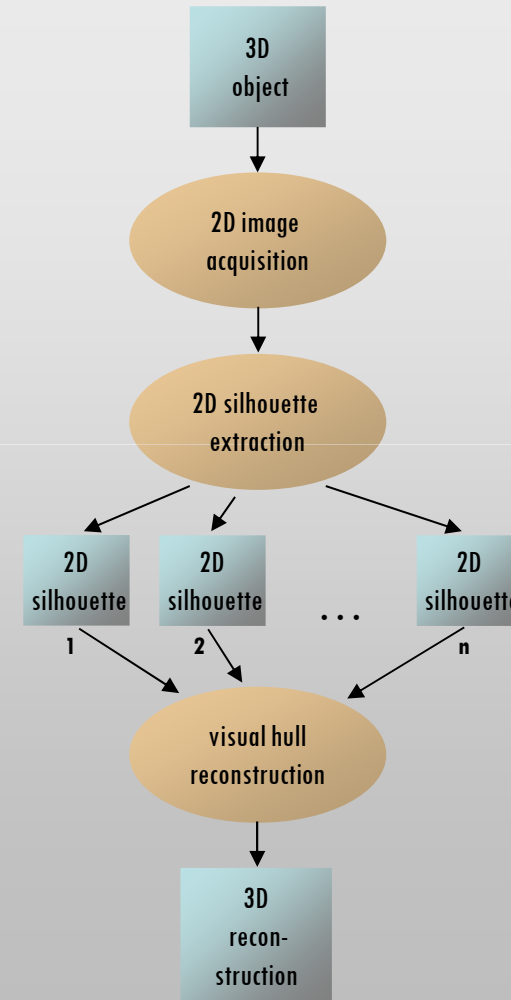 3D
object
2D image
acquisition
2D silhouette
extraction
2D
silhouette
2D
silhouette
...
2D
silhouette
1
2
n
visual hull
reconstruction
3D
recon-
struction